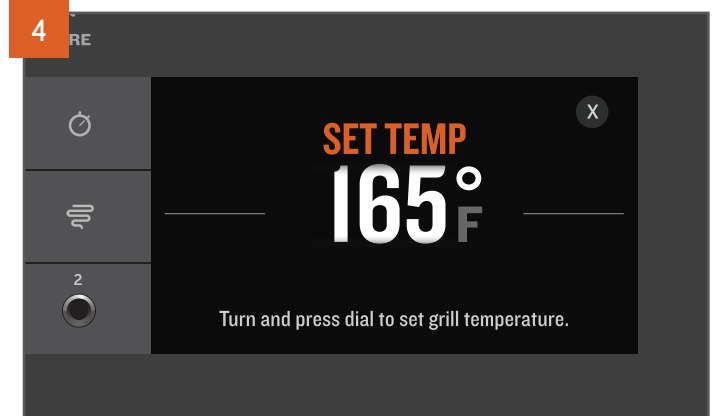 4
RE
X
SET TEMP
165°
F
2
Turn and press dial to set grill temperature.